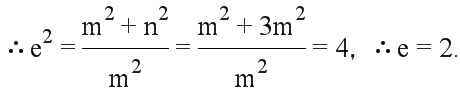 ∴ e² = (m² + n²)/m² = (m² + 3m²)/m² = 4, ∴ e = 2.